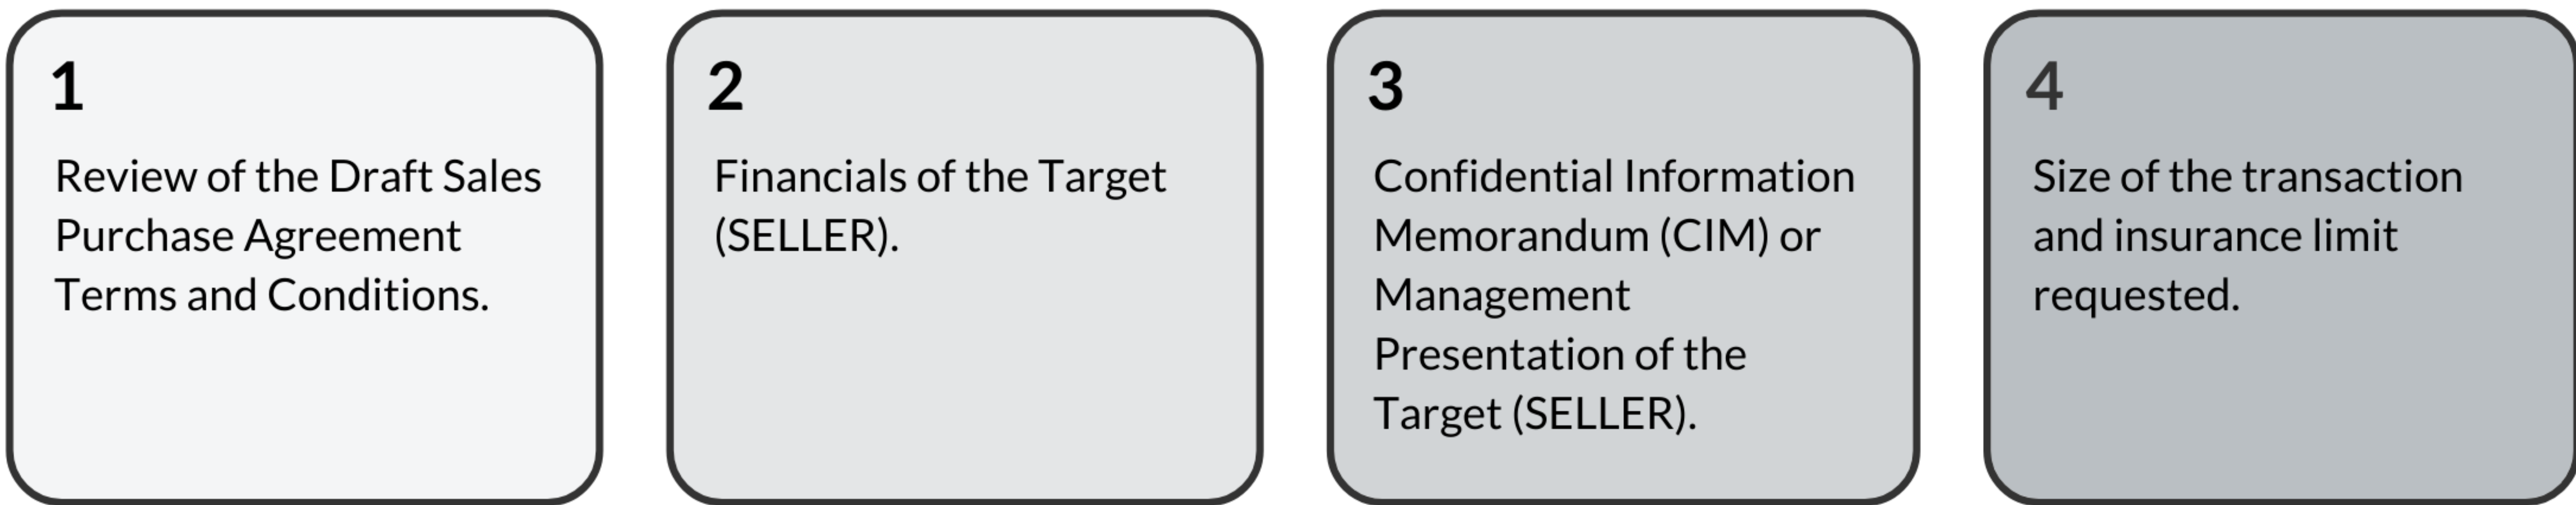 1
Review of the Draft Sales
Purchase Agreement
Terms and Conditions.
2
Financials of the Target
(SELLER).
3
Confidential Information
Memorandum (CIM) or
Management
Presentation of the
Target (SELLER).
4
Size of the transaction
and insurance limit
requested.